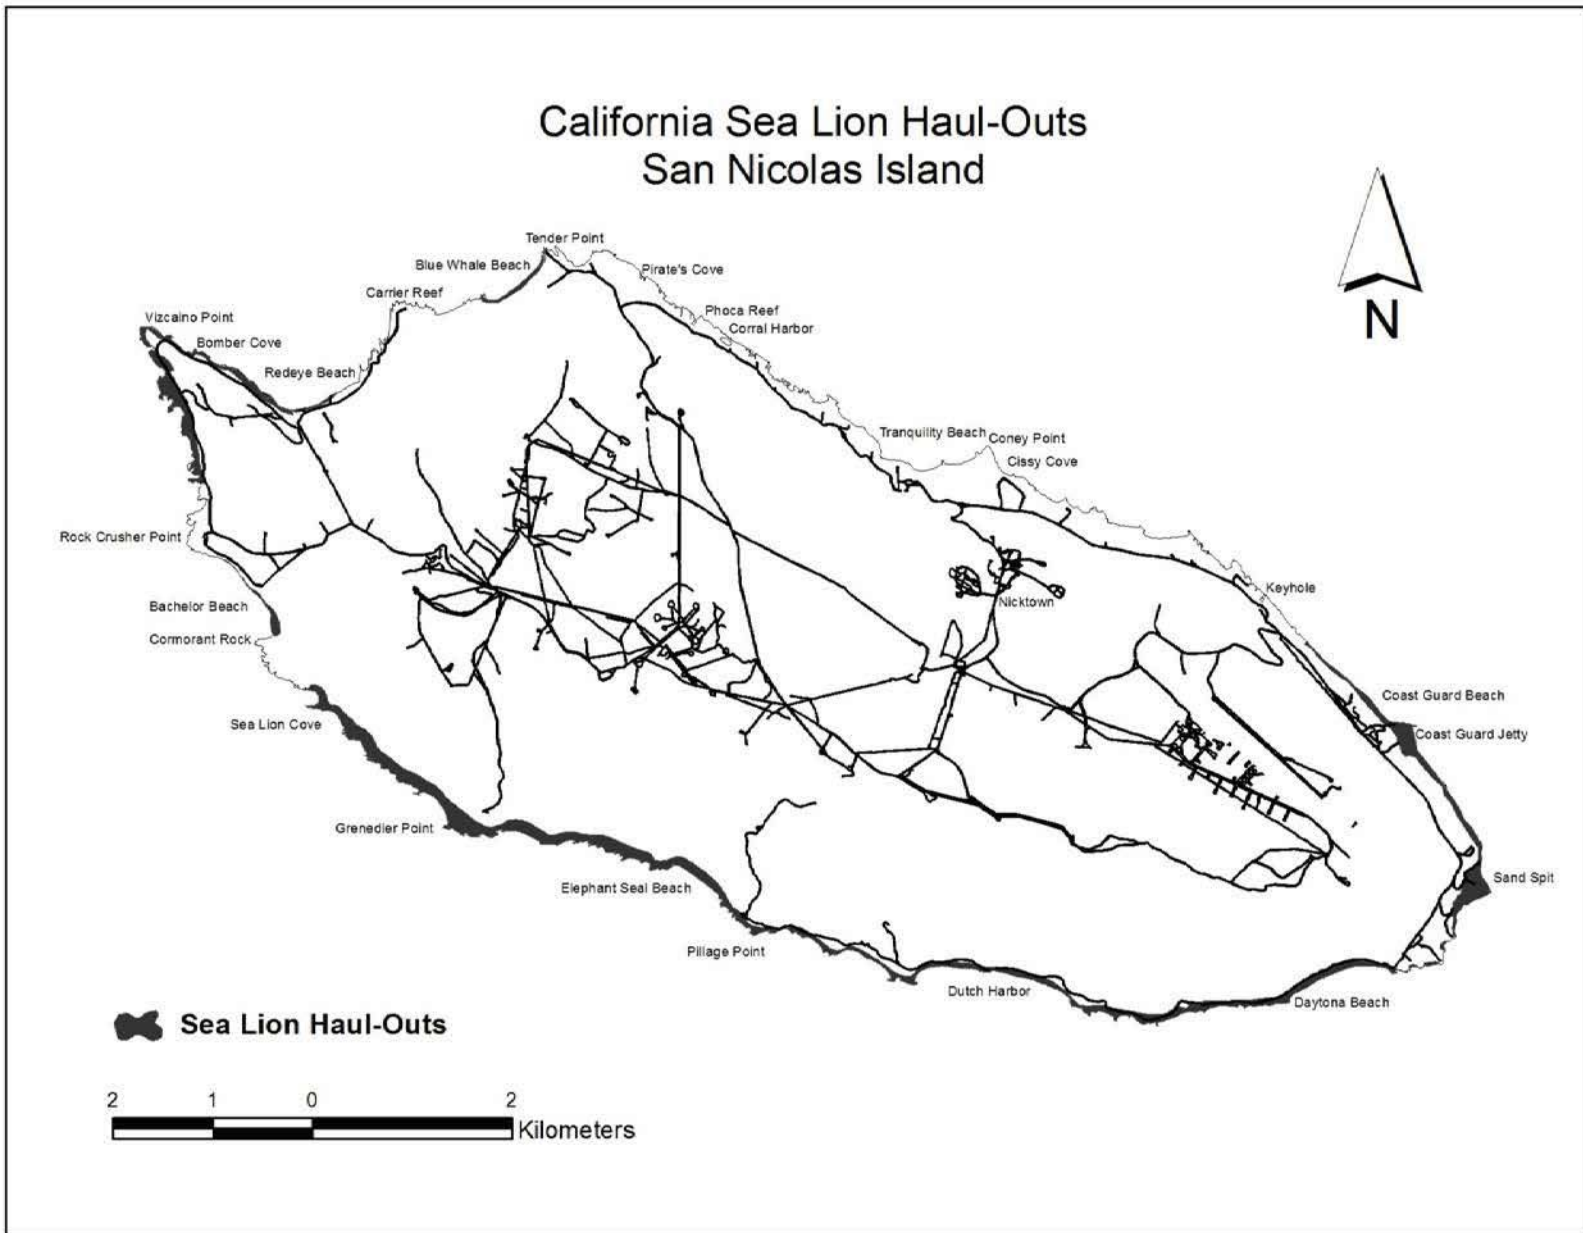 California Sea Lion Haul-Outs
San Nicolas Island
N
Tender Point
Blue Whale Beach
Pirate's Cove
Carrier Reef
Phoca Reef
Vizcaino Point
Corral Harbor
Bomber Cove
Redeye Beach
Tranquility Beach
Coney Point
Cissy Cove
Rock Crusher Point
Keyhole
Nicktown
Bachelor Beach
Cormorant Rock
Coast Guard Beach
Sea Lion Cove
Coast Guard Jetty
Grenedier Point
Sand Spit
Elephant Seal Beach
Pillage Point
Dutch Harbor
Daytona Beach
Sea Lion Haul-Outs
2 1 0 2
Kilometers